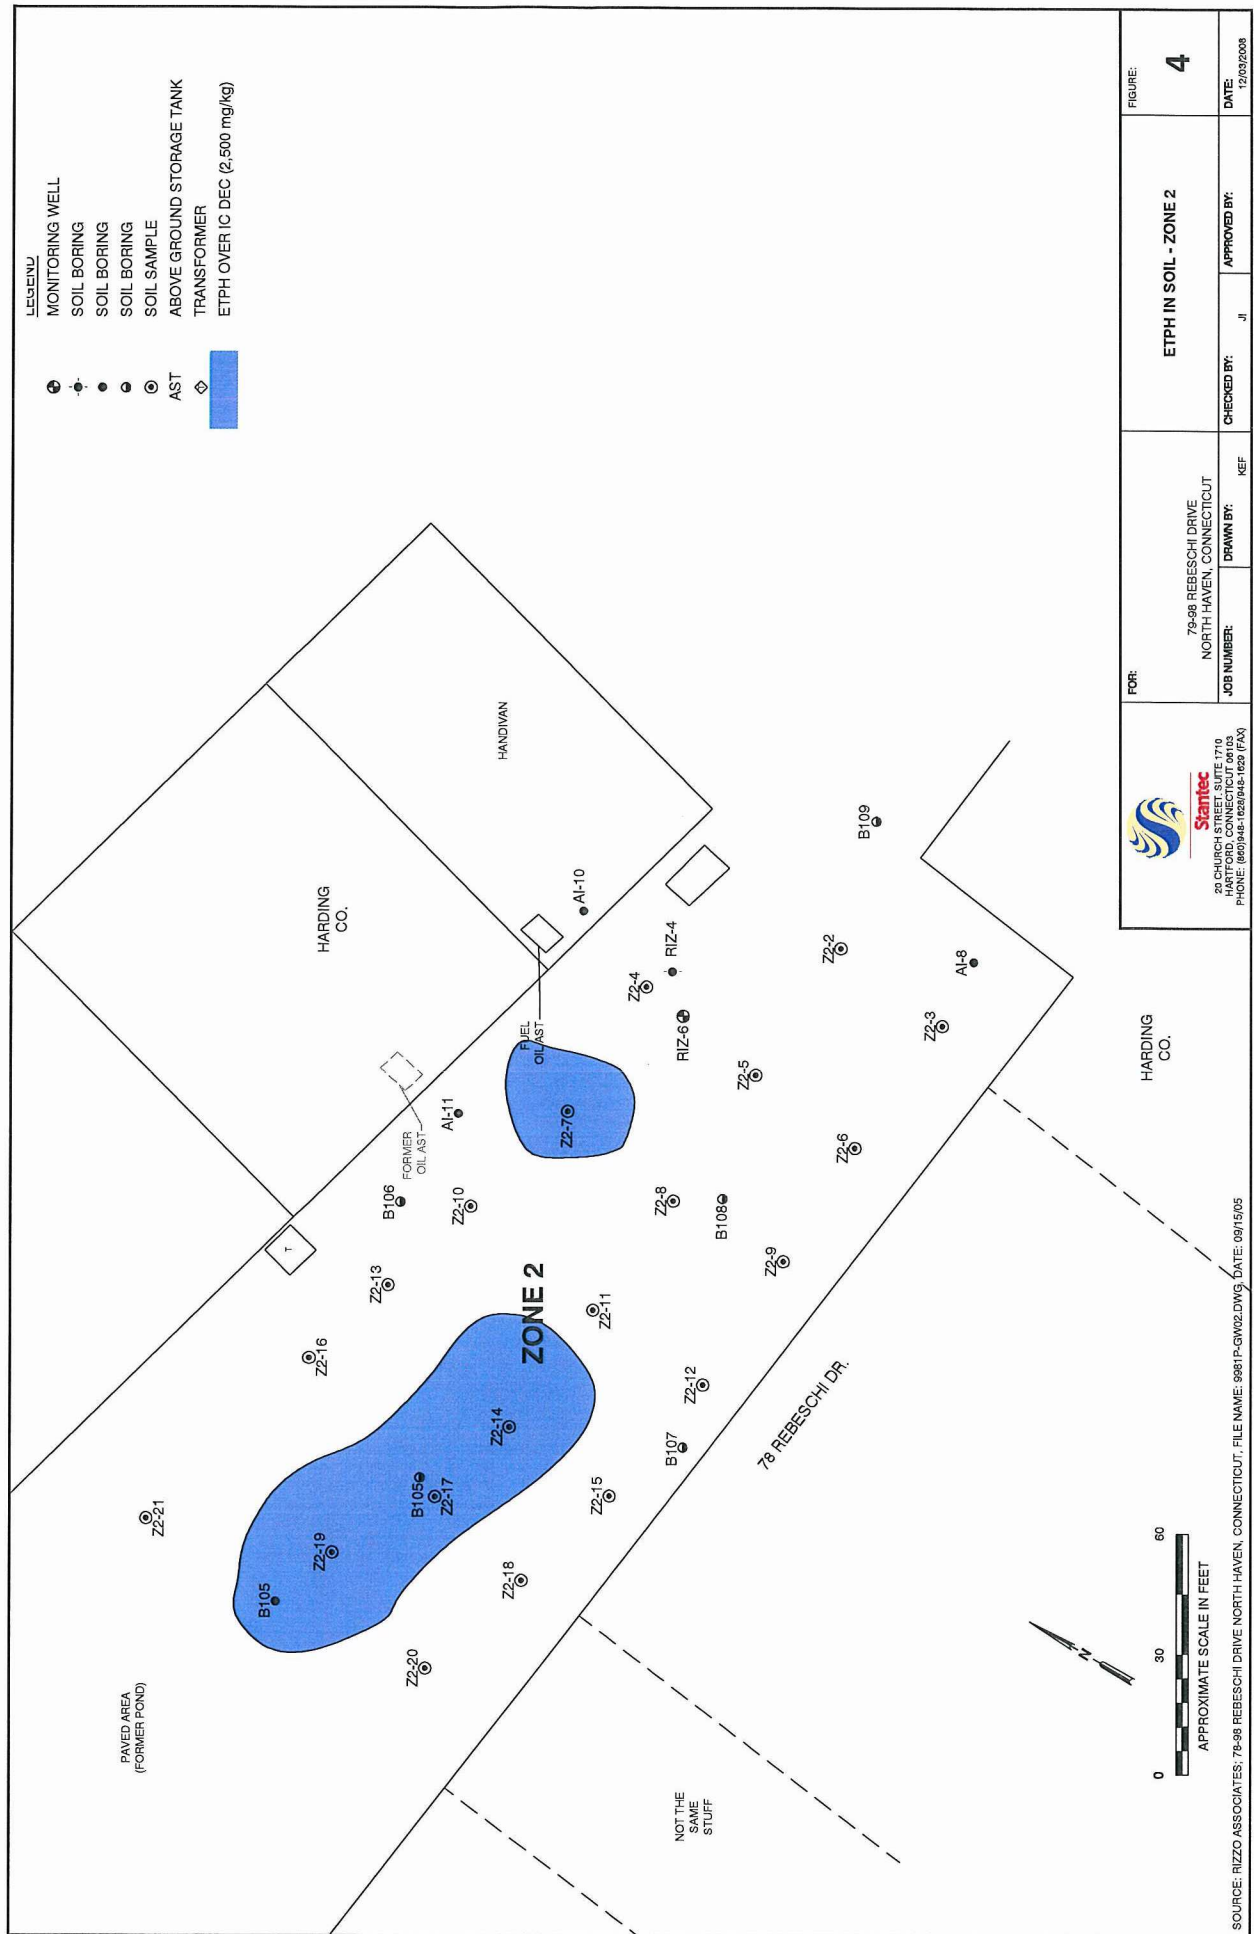 LEGEND
MONITORING WELL
SOIL BORING
SOIL BORING
SOIL BORING
SOIL SAMPLE
AST ABOVE GROUND STORAGE TANK
TRANSFORMER
ETPH OVER IC DEC (2,500 mg/kg)
PAVED AREA
(FORMER POND)
Z2-21
B105
Z2-19
Z2-20
Z2-18
B105
Z2-17
Z2-14
Z2-15
Z2-16
Z2-13
T
B106
Z2-10
FORMER
OIL AST
AI-11
HARDING
CO.
HANDIVAN
FUEL
OIL AST
AI-10
ZONE 2
Z2-11
Z2-12
B107
Z2-7
Z2-8
B108
Z2-9
Z2-4
RIZ-4
RIZ-6
Z2-5
Z2-6
Z2-2
Z2-3
AI-8
B109
78 REBESCHI DR.
HARDING
CO.
NOT THE
SAME
STUFF
N
0 30 60
APPROXIMATE SCALE IN FEET
SOURCE: RIZZO ASSOCIATES; 78-98 REBESCHI DRIVE NORTH HAVEN, CONNECTICUT, FILE NAME: 9981P-GW02.DWG, DATE: 09/15/05
Stantec
20 CHURCH STREET, SUITE 1710
HARTFORD, CONNECTICUT 06103
PHONE: (860)948-1628/948-1629 (FAX)
FOR:
79-98 REBESCHI DRIVE
NORTH HAVEN, CONNECTICUT
JOB NUMBER:
DRAWN BY:
KEF
ETPH IN SOIL - ZONE 2
CHECKED BY:
JI
APPROVED BY:
FIGURE:
4
DATE:
12/03/2008